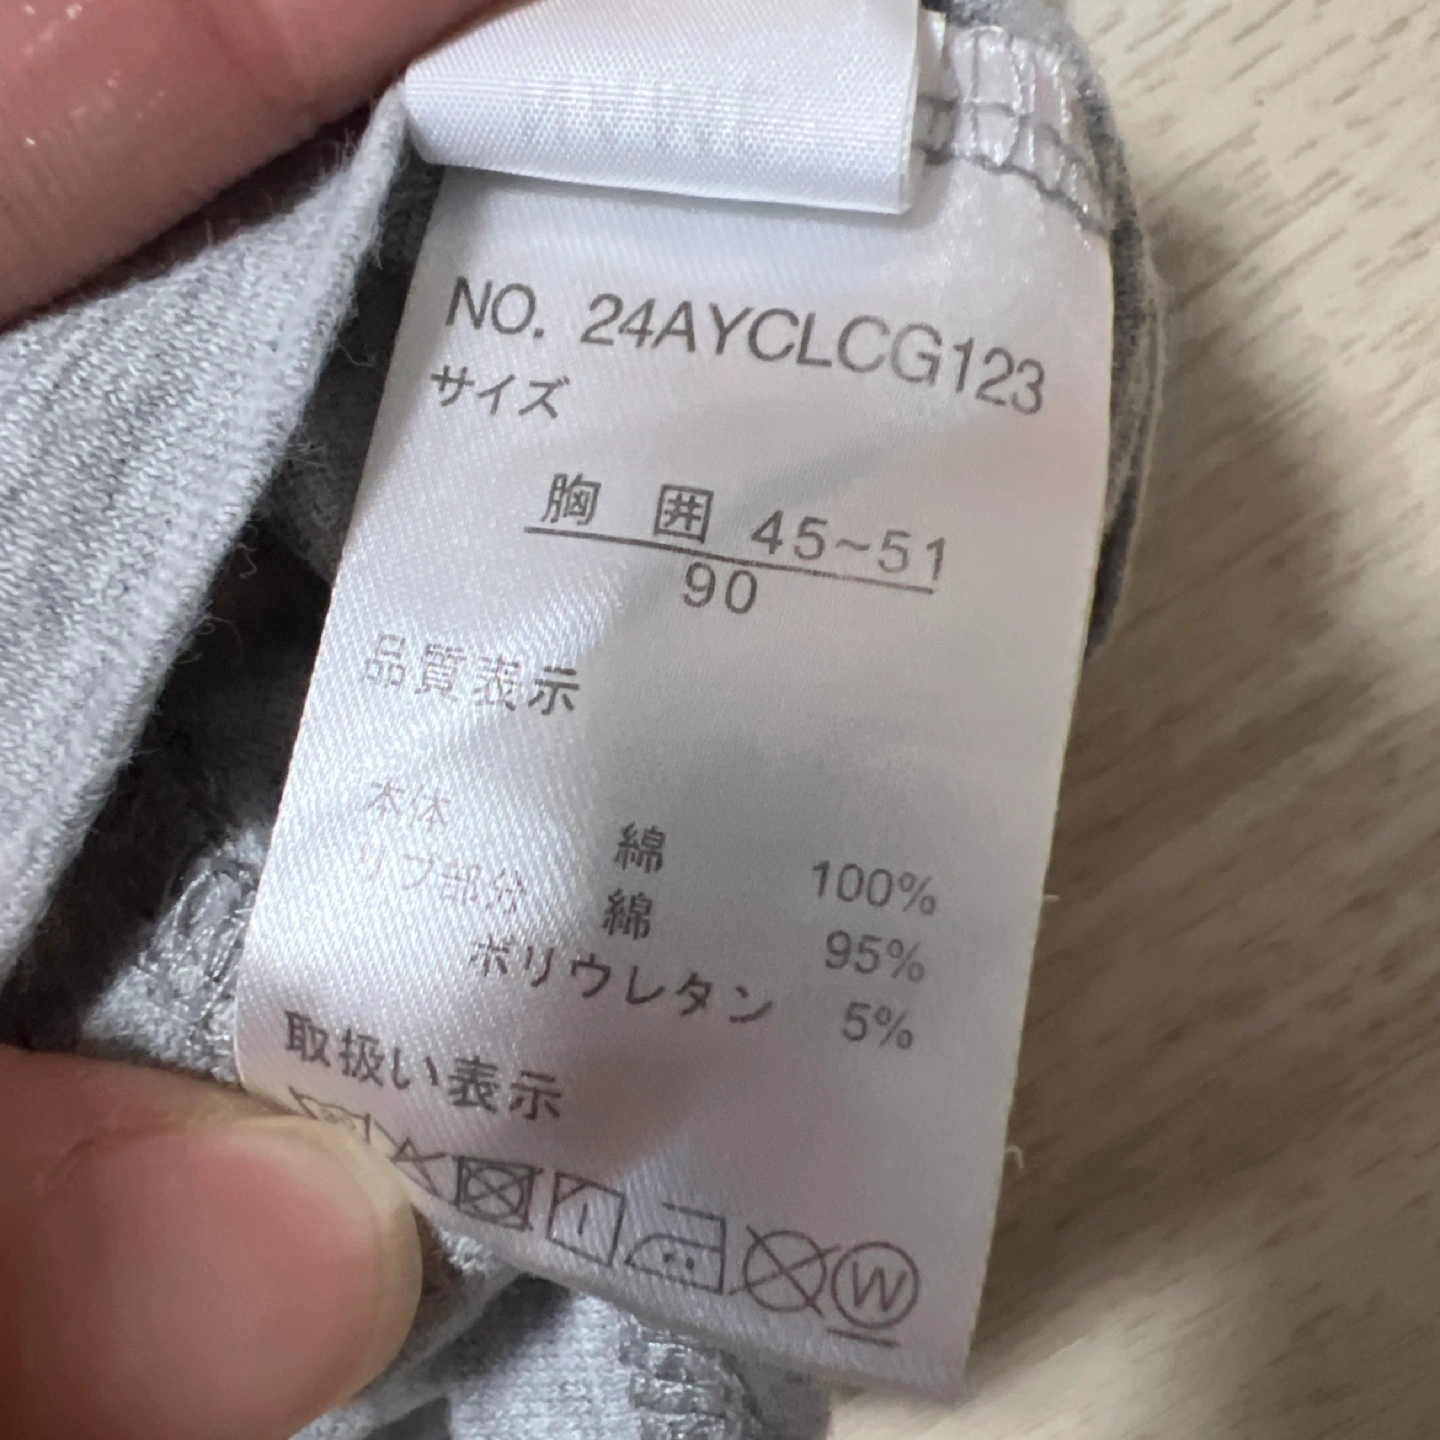 NO. 24AYCLCG123
サイズ
胸 囲 45~51
90
品質表示
本体 綿 100%
リブ部分 綿 95%
ポリウレタン 5%
取扱い表示
W